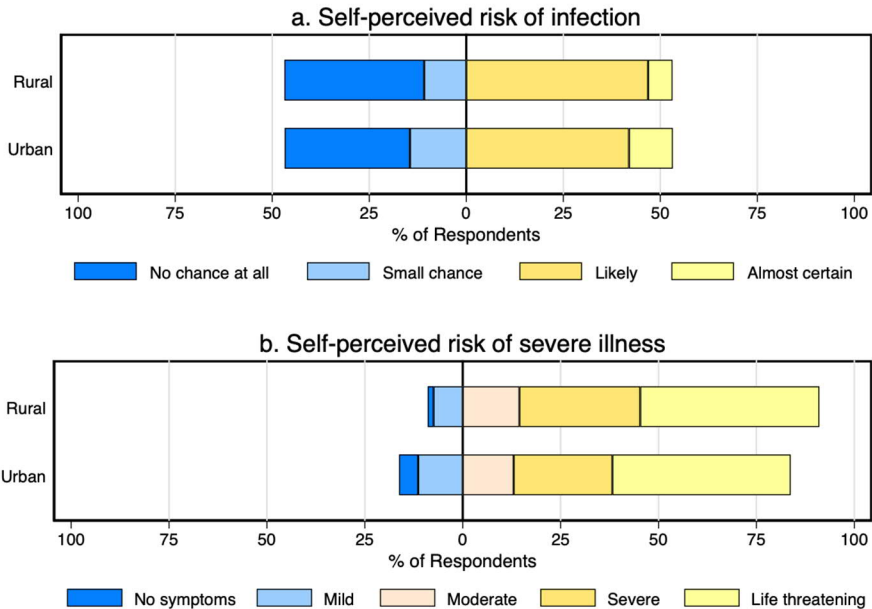 a. Self-perceived risk of infection
Rural
Urban
100 75 50 25 0 25 50 75 100
% of Respondents
No chance at all Small chance Likely Almost certain
b. Self-perceived risk of severe illness
Rural
Urban
100 75 50 25 0 25 50 75 100
% of Respondents
No symptoms Mild Moderate Severe Life threatening